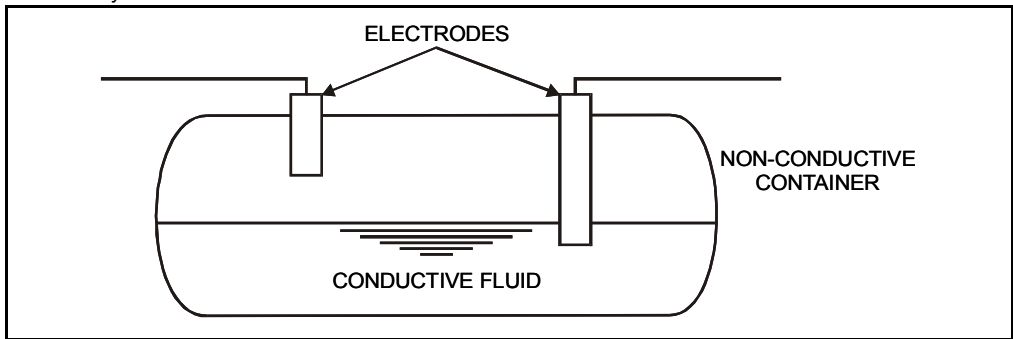 ELECTRODES
NON-CONDUCTIVE
CONTAINER
CONDUCTIVE FLUID